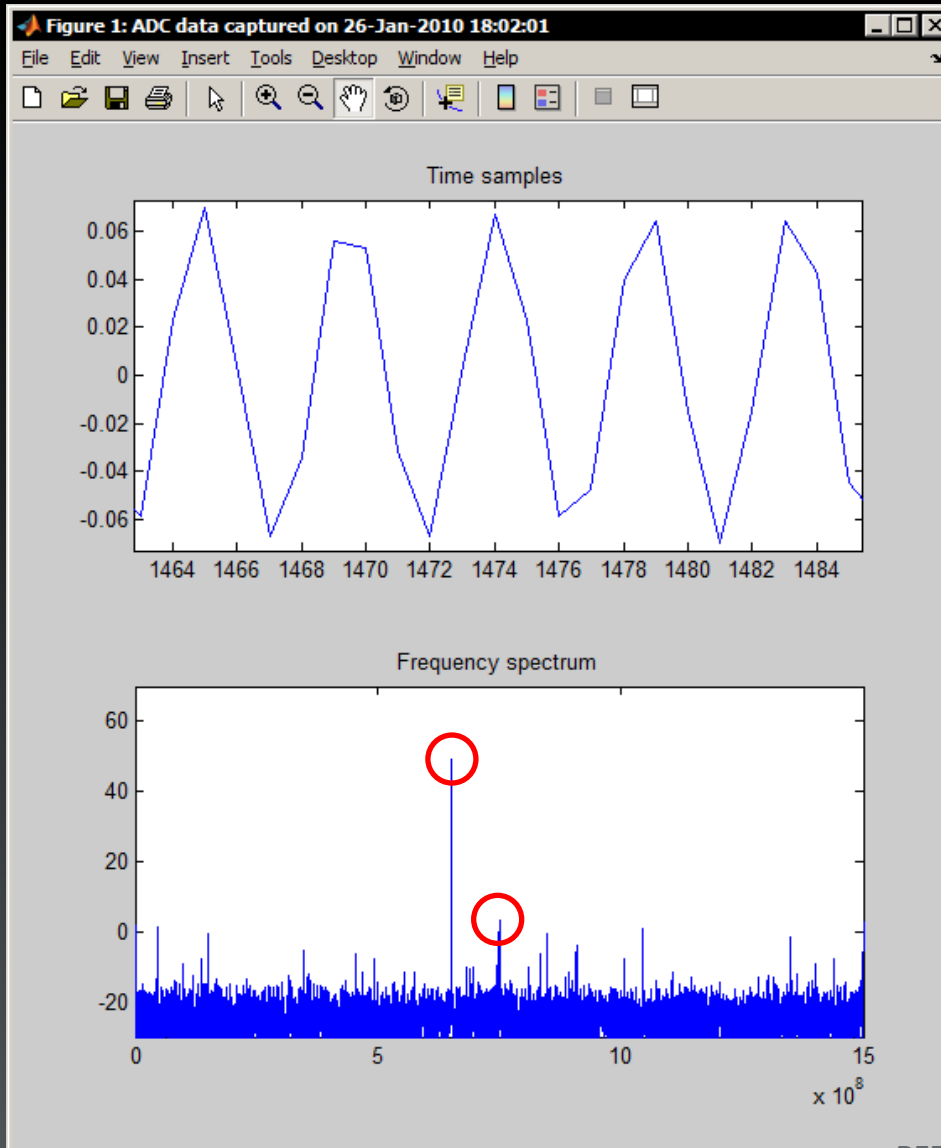 Figure 1: ADC data captured on 26-Jan-2010 18:02:01
File Edit View Insert Tools Desktop Window Help
Time samples
0.06
0.04
0.02
0
-0.02
-0.04
-0.06
1464 1466 1468 1470 1472 1474 1476 1478 1480 1482 1484
Frequency spectrum
60
40
20
0
-20
0 5 10 15
x 10^8